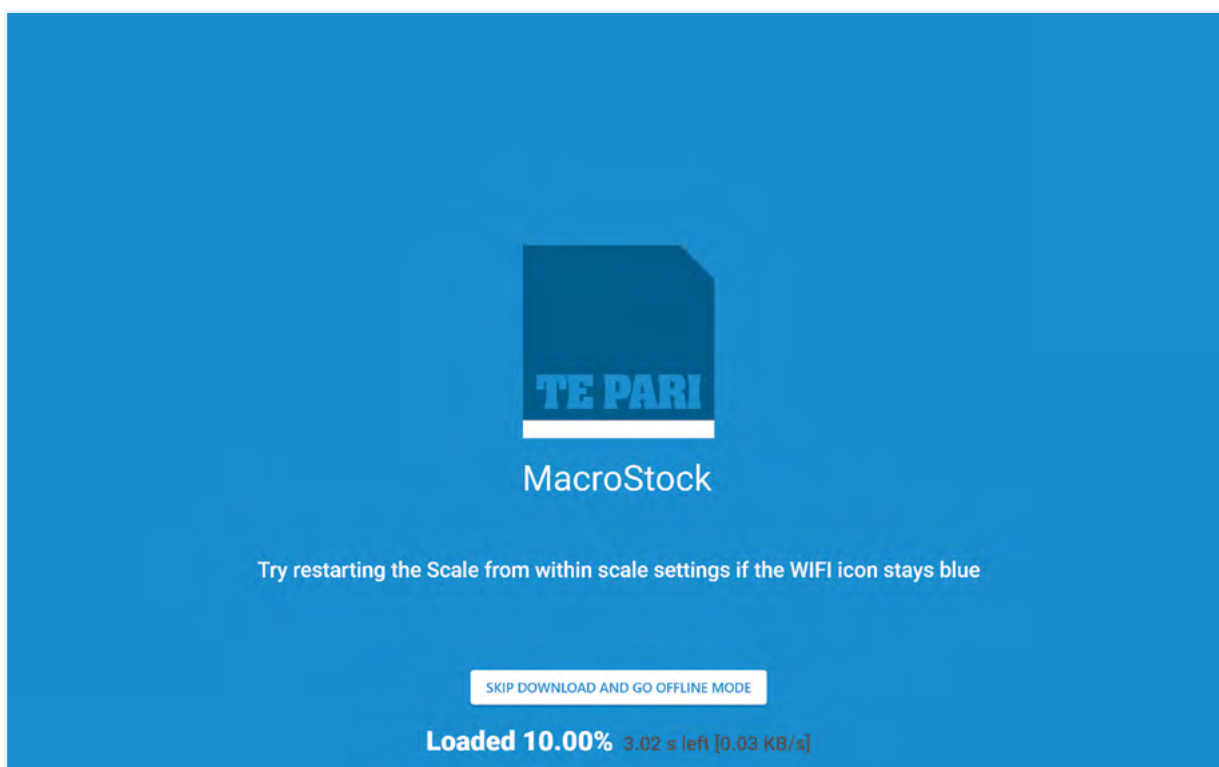 TE PARI
MacroStock
Try restarting the Scale from within scale settings if the WIFI icon stays blue
SKIP DOWNLOAD AND GO OFFLINE MODE
Loaded 10.00% 3.02 s left [0.03 KB/s]